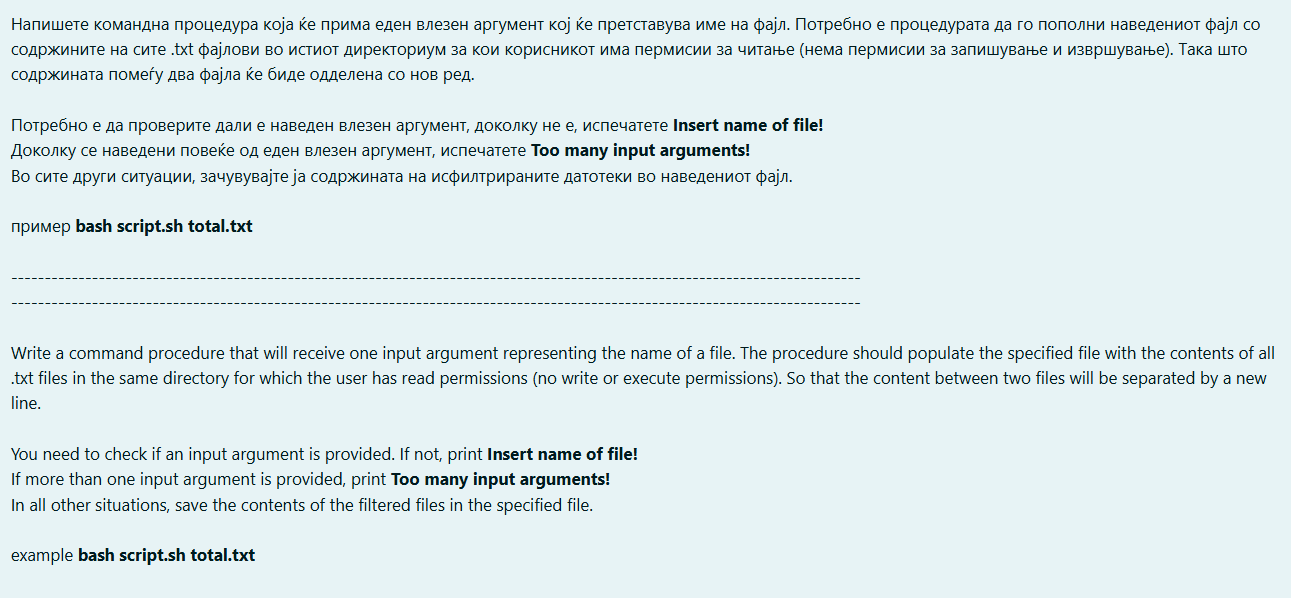 Напишете командна процедура која ќе прима еден влезен аргумент кој ќе претставува име на фајл. Потребно е процедурата да го пополни наведениот фајл со
содржините на сите .txt фајлови во истиот директориум за кои корисникот има пермисии за читање (нема пермисии за запишување и извршување). Така што
содржината помеѓу два фајла ќе биде одделена со нов ред.
Потребно е да проверите дали е наведен влезен аргумент, доколку не е, испечатете Insert name of file!
Доколку се наведени повеќе од еден влезен аргумент, испечатете Too many input arguments!
Во сите други ситуации, зачувувајте ја содржината на исфилтрираните датотеки во наведениот фајл.
пример bash script.sh total.txt
------------------------------------------------------------------------------------------------------------------------------
------------------------------------------------------------------------------------------------------------------------------
Write a command procedure that will receive one input argument representing the name of a file. The procedure should populate the specified file with the contents of all
.txt files in the same directory for which the user has read permissions (no write or execute permissions). So that the content between two files will be separated by a new
line.
You need to check if an input argument is provided. If not, print Insert name of file!
If more than one input argument is provided, print Too many input arguments!
In all other situations, save the contents of the filtered files in the specified file.
example bash script.sh total.txt